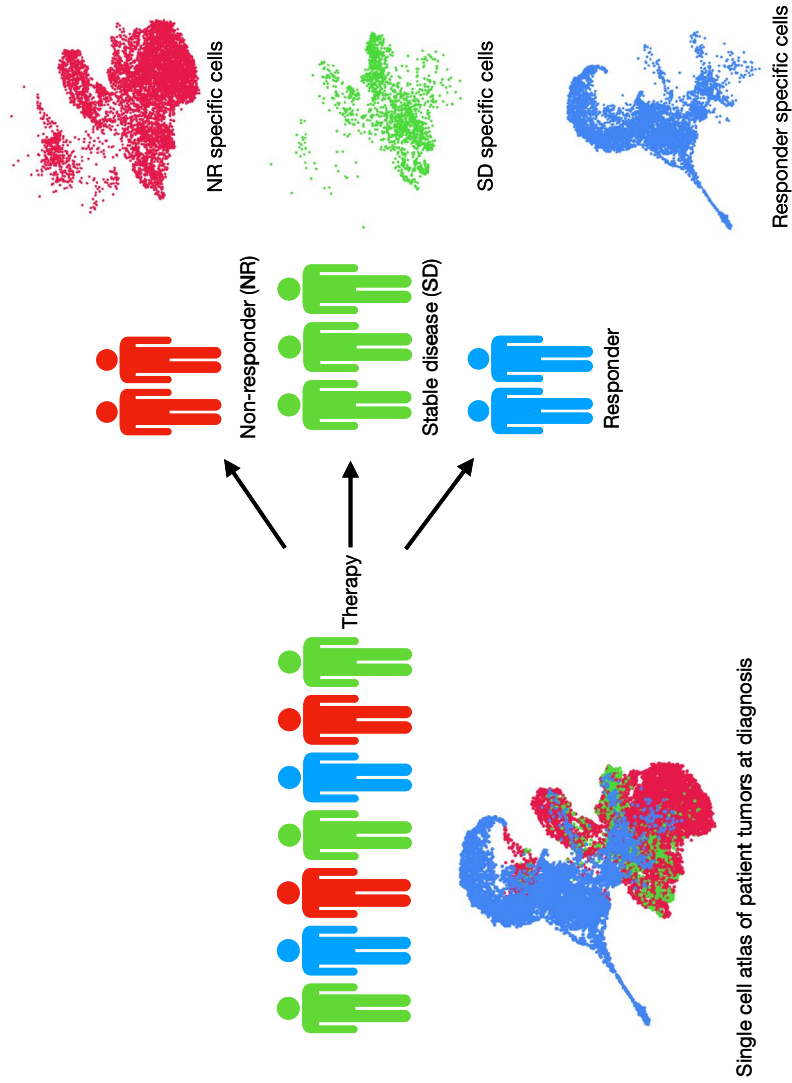 Therapy
Non-responder (NR)
Stable disease (SD)
Responder
NR specific cells
SD specific cells
Responder specific cells
Single cell atlas of patient tumors at diagnosis